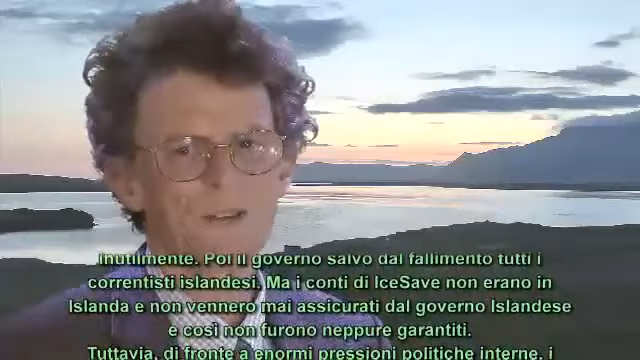 Inutilmente. Poi il governo salvo dal fallimento tutti i
correntisti islandesi. Ma i conti di IceSave non erano in
Islanda e non vennero mai assicurati dal governo Islandese
e così non furono neppure garantiti.
Tuttavia, di fronte a enormi pressioni politiche interne, i